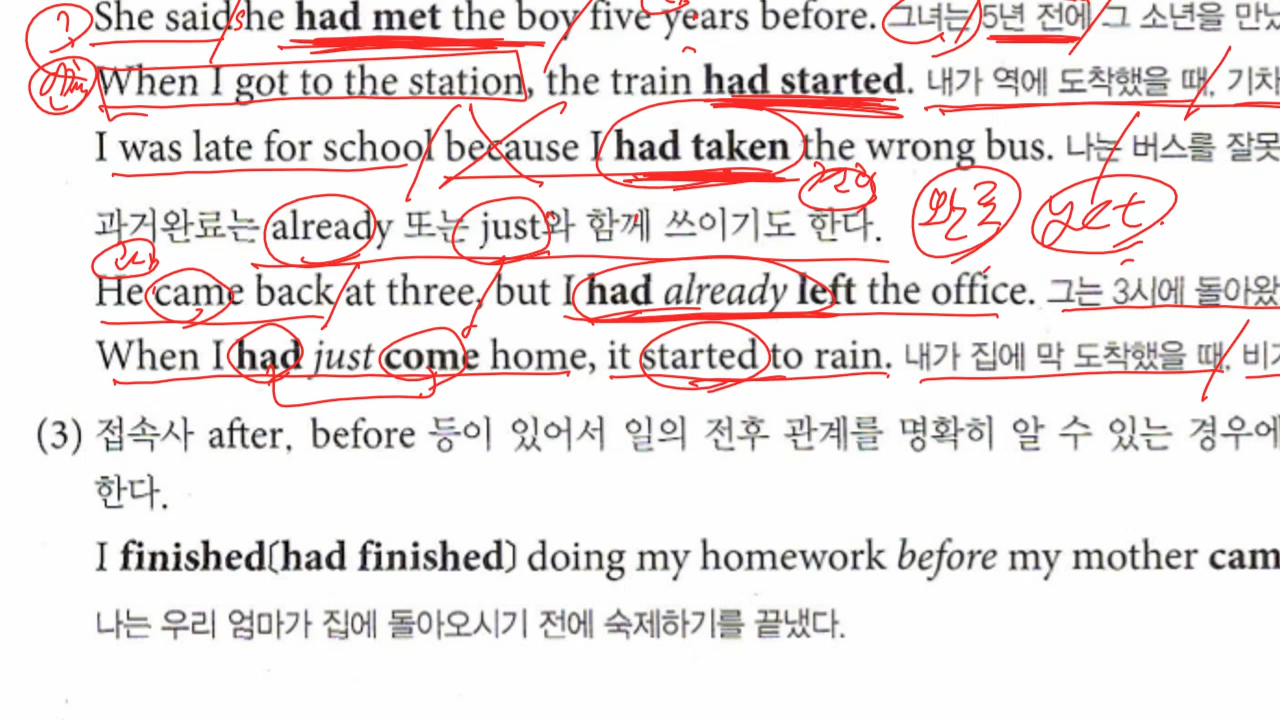 She said she had met the boy five years before. 그녀는 5년 전에 그 소년을 만났
When I got to the station, the train had started. 내가 역에 도착했을 때, 기차
I was late for school because I had taken the wrong bus. 나는 버스를 잘못
과거완료는 already 또는 just와 함께 쓰이기도 한다. 완료 yet
He came back at three, but I had already left the office. 그는 3시에 돌아왔
When I had just come home, it started to rain. 내가 집에 막 도착했을 때, 비가
(3) 접속사 after, before 등이 있어서 일의 전후 관계를 명확히 알 수 있는 경우에
한다.
I finished(had finished) doing my homework before my mother cam
나는 우리 엄마가 집에 돌아오시기 전에 숙제하기를 끝냈다.